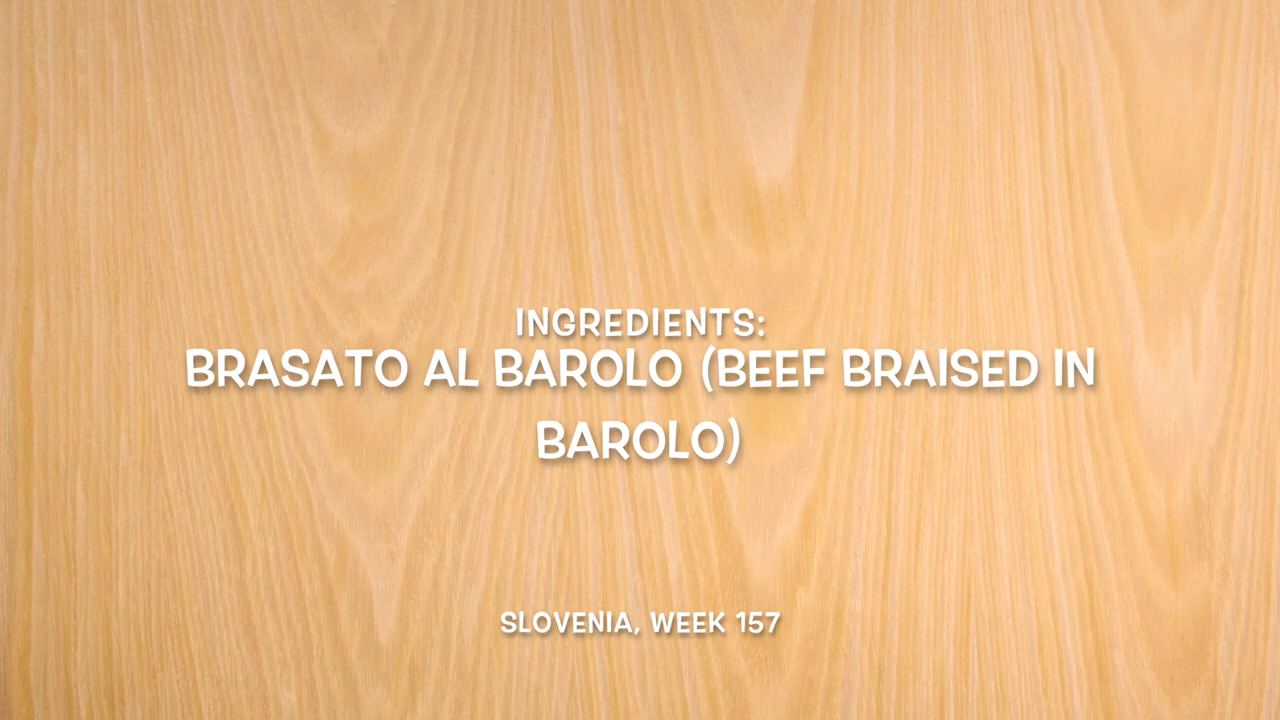 INGREDIENTS:
BRASATO AL BAROLO (BEEF BRAISED IN
BAROLO)
SLOVENIA, WEEK 157